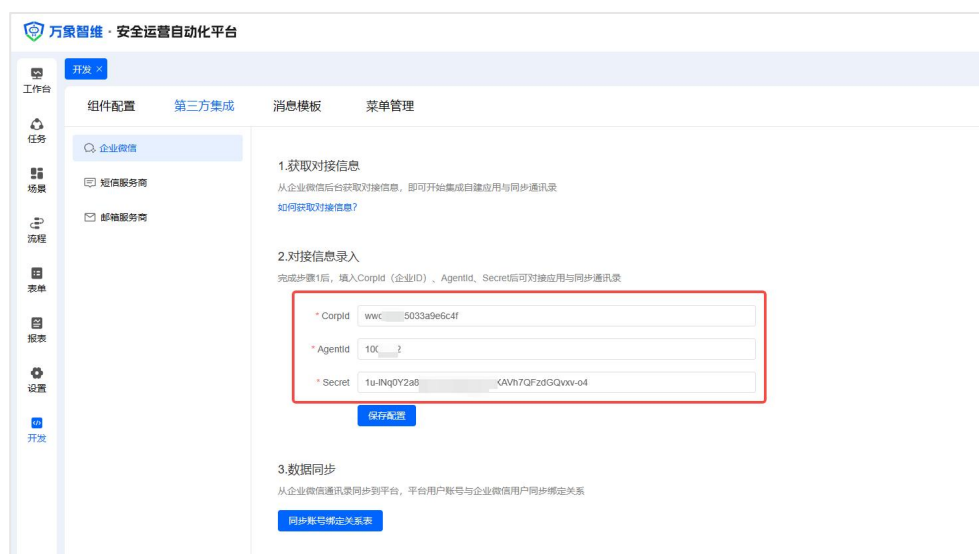 万象智维·安全运营自动化平台
开发 ×
工作台
任务
场景
流程
表单
报表
设置
开发
组件配置 第三方集成 消息模板 菜单管理
企业微信
短信服务商
邮箱服务商
1.获取对接信息
从企业微信后台获取对接信息，即可开始集成自建应用与同步通讯录
如何获取对接信息?
2.对接信息录入
完成步骤1后，填入CorpId（企业ID）、AgentId、Secret后可对接应用与同步通讯录
* CorpId wwc 5033a9e6c4f
* AgentId 100 2
* Secret 1u-INq0Y2a8 KAVh7QFzdGQvxv-o4
保存配置
3.数据同步
从企业微信通讯录同步到平台，平台用户账号与企业微信用户同步绑定关系
同步账号绑定关系表